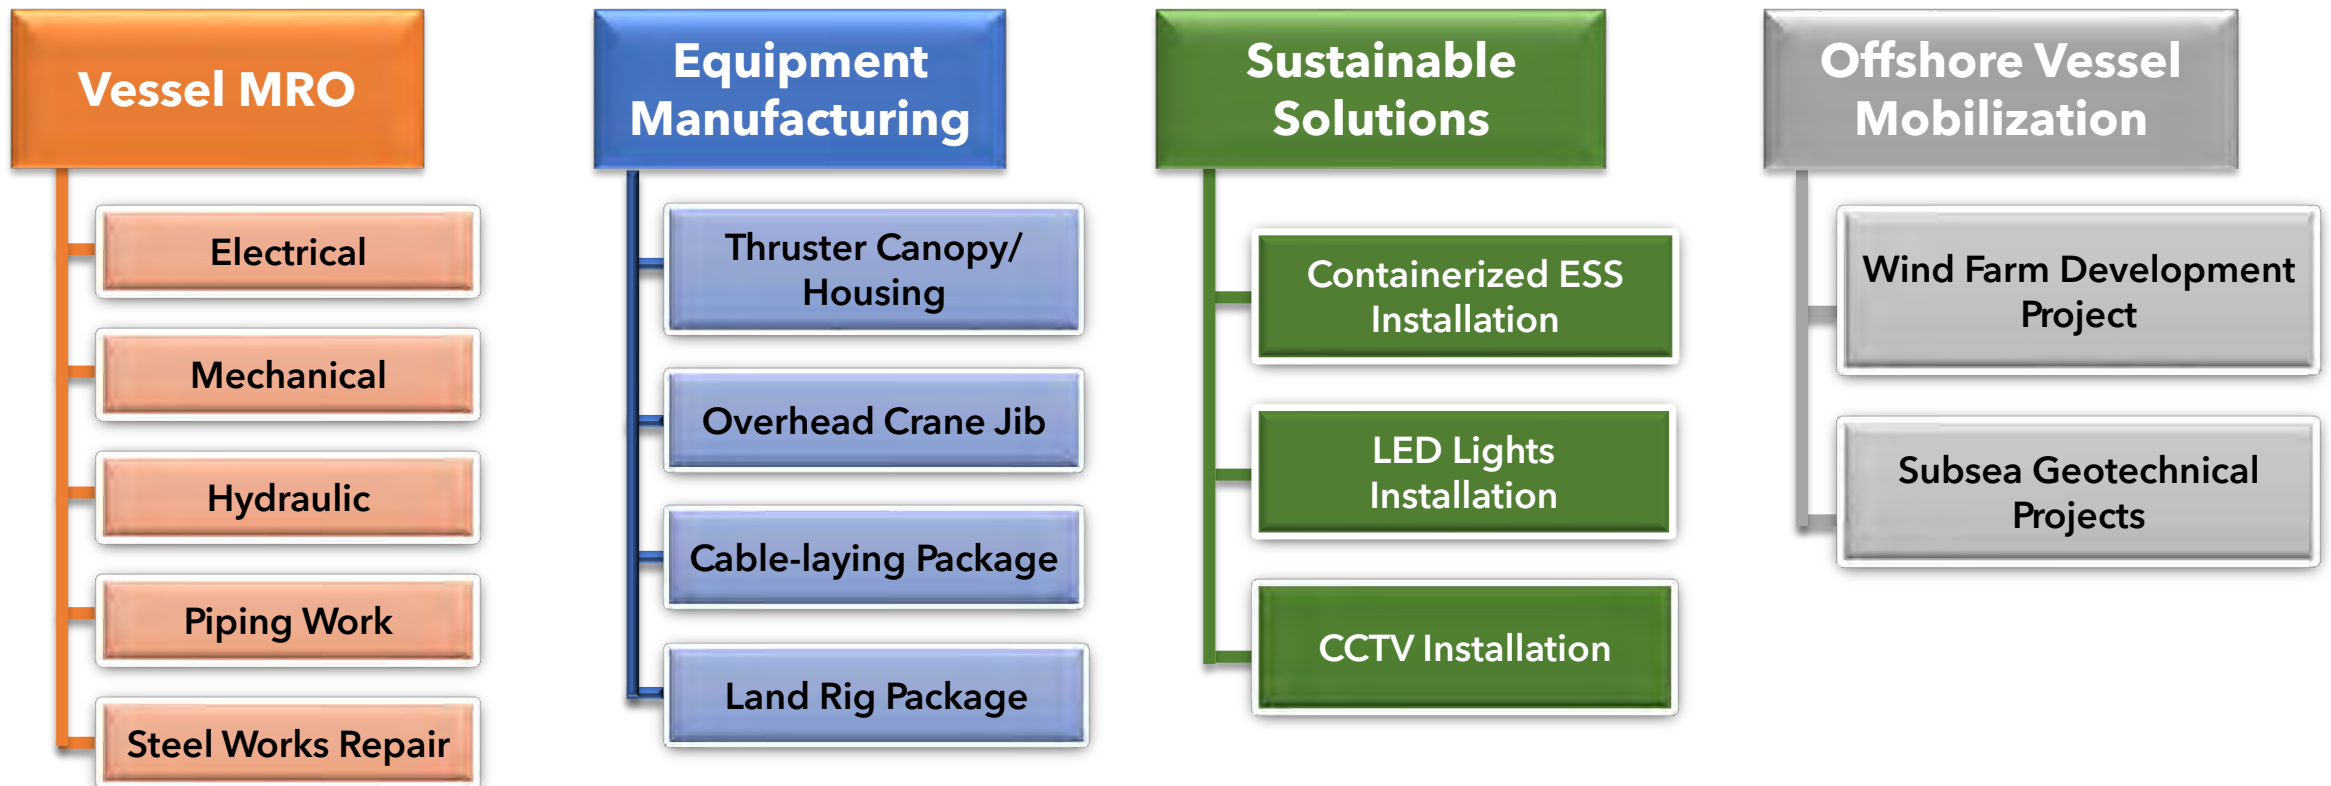 Vessel MRO
Electrical
Mechanical
Hydraulic
Piping Work
Steel Works Repair
Equipment
Manufacturing
Thruster Canopy/
Housing
Overhead Crane Jib
Cable-laying Package
Land Rig Package
Sustainable
Solutions
Containerized ESS
Installation
LED Lights
Installation
CCTV Installation
Offshore Vessel
Mobilization
Wind Farm Development
Project
Subsea Geotechnical
Projects